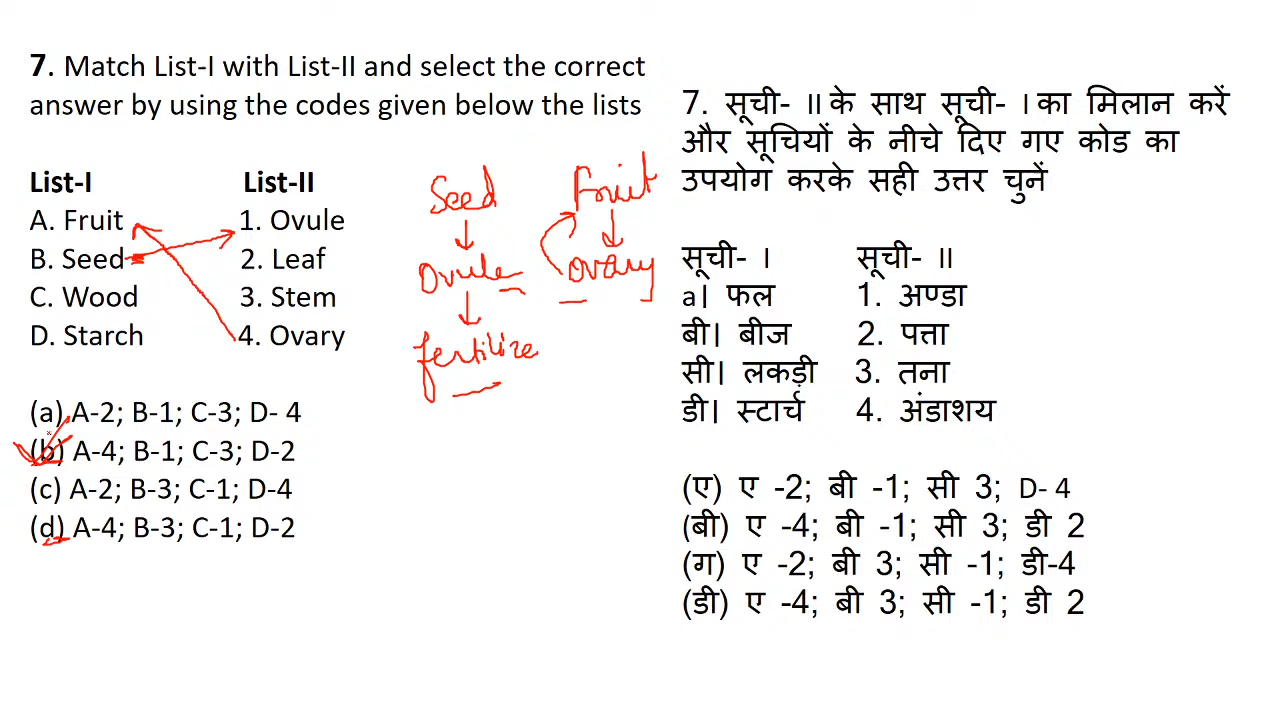 7. Match List-I with List-II and select the correct
answer by using the codes given below the lists
List-I List-II
A. Fruit 1. Ovule
B. Seed 2. Leaf
C. Wood 3. Stem
D. Starch 4. Ovary
(a) A-2; B-1; C-3; D- 4
(b) A-4; B-1; C-3; D-2
(c) A-2; B-3; C-1; D-4
(d) A-4; B-3; C-1; D-2
Seed
Ovule
fertilize
Fruit
ovary
7. सूची- II के साथ सूची- I का मिलान करें
और सूचियों के नीचे दिए गए कोड का
उपयोग करके सही उत्तर चुनें
सूची- I सूची- II
a। फल 1. अण्डा
बी। बीज 2. पत्ता
सी। लकड़ी 3. तना
डी। स्टार्च 4. अंडाशय
(ए) ए -2; बी -1; सी 3; D- 4
(बी) ए -4; बी -1; सी 3; डी 2
(ग) ए -2; बी 3; सी -1; डी-4
(डी) ए -4; बी 3; सी -1; डी 2